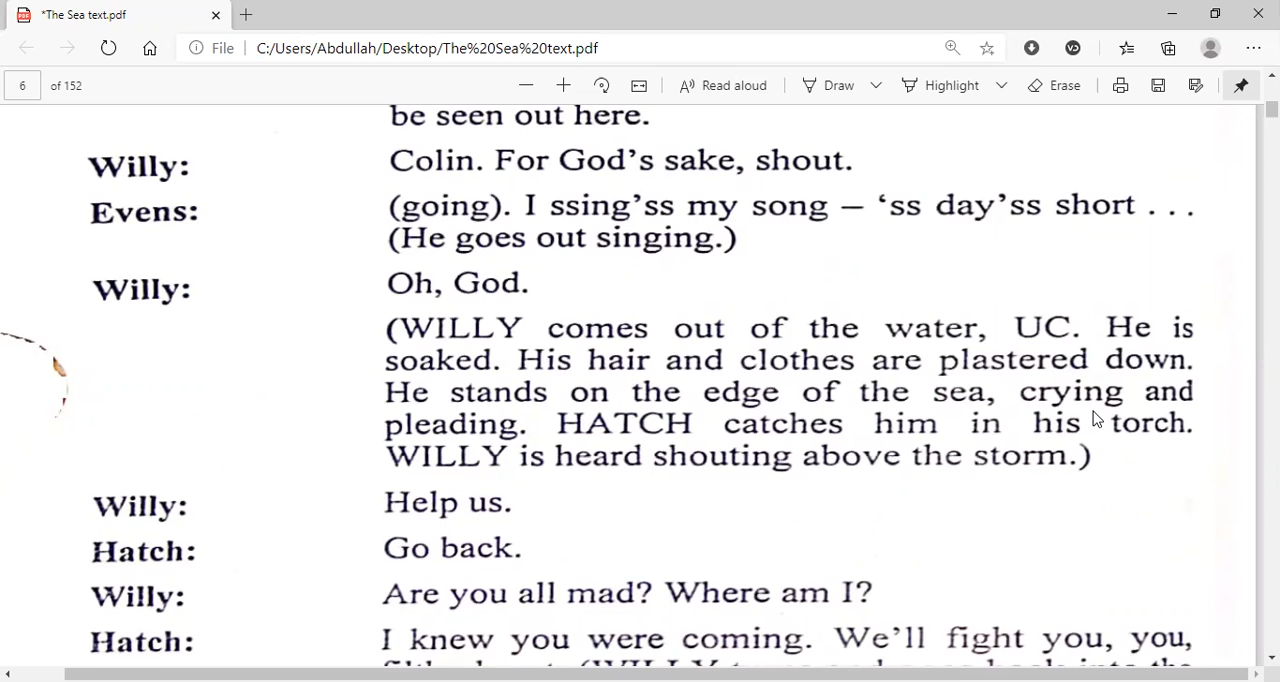 *The Sea text.pdf
File C:/Users/Abdullah/Desktop/The%20Sea%20text.pdf
6 of 152 Read aloud Draw Highlight Erase
be seen out here.
Willy: Colin. For God's sake, shout.
Evens: (going). I ssing'ss my song – 'ss day'ss short . . .
(He goes out singing.)
Willy: Oh, God.
(WILLY comes out of the water, UC. He is
soaked. His hair and clothes are plastered down.
He stands on the edge of the sea, crying and
pleading. HATCH catches him in his torch.
WILLY is heard shouting above the storm.)
Willy: Help us.
Hatch: Go back.
Willy: Are you all mad? Where am I?
Hatch: I knew you were coming. We'll fight you, you,